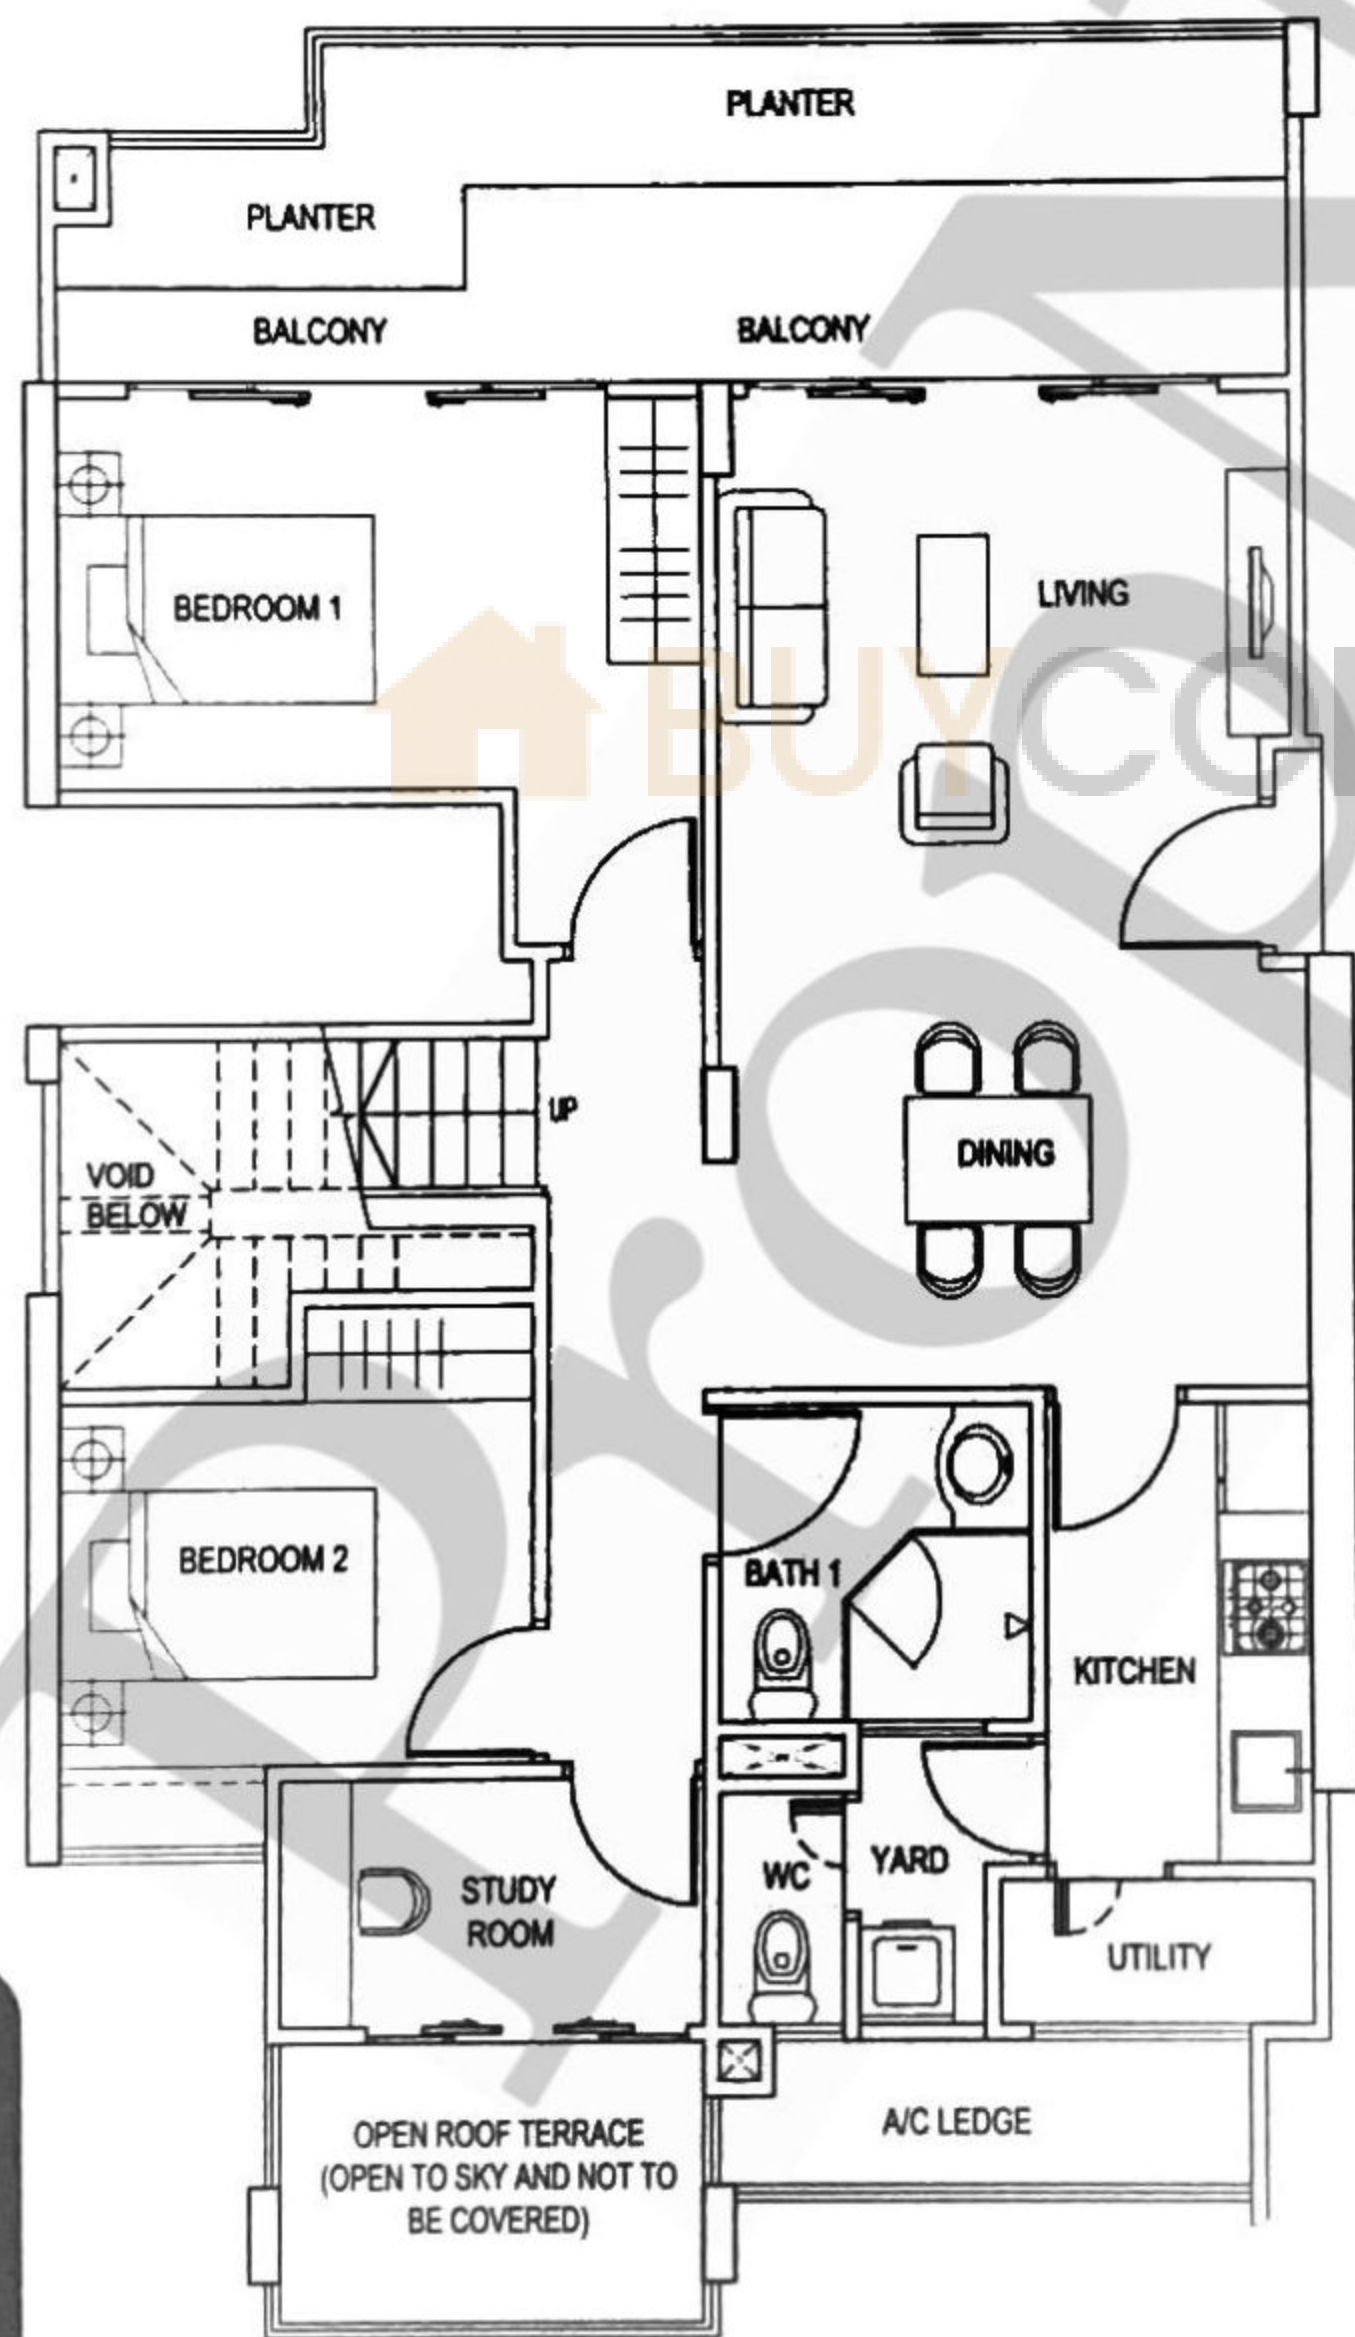 PLANTER
PLANTER
BALCONY
BALCONY
BEDROOM 1
LIVING
BUYCO
UP
DINING
VOID
BELOW
BEDROOM 2
BATH 1
KITCHEN
STUDY
ROOM
WC
YARD
UTILITY
OPEN ROOF TERRACE
(OPEN TO SKY AND NOT TO
BE COVERED)
A/C LEDGE